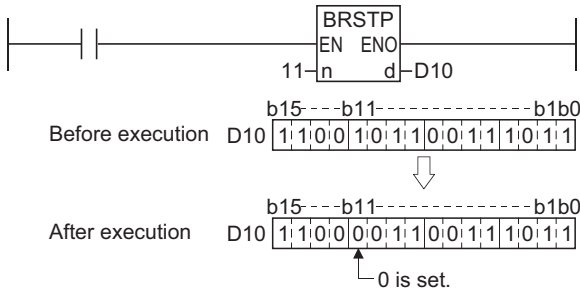 BRSTP
EN ENO
11 n d D10
b15----b11---------------b1b0
Before execution D10 1 1 0 0 1 0 1 1 0 0 1 1 1 0 1 1
b15----b11---------------b1b0
After execution D10 1 1 0 0 0 0 1 1 0 0 1 1 1 0 1 1
0 is set.